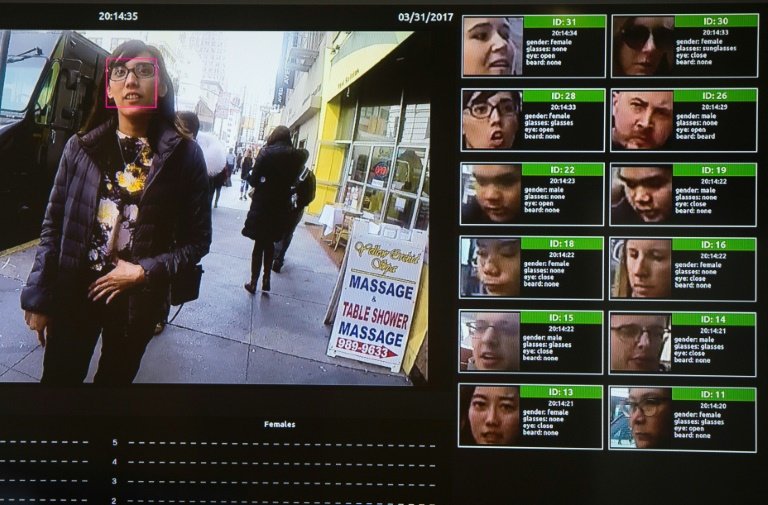 20:14:35
03/31/2017
Yellow Orchid
Spa
MASSAGE
&
TABLE SHOWER
MASSAGE
989-9633
Females
5
4
3
2
ID: 31
20:14:34
gender: female
glasses: none
eye: open
beard: none
ID: 30
20:14:33
gender: female
glasses: sunglasses
eye: close
beard: none
ID: 28
20:14:33
gender: female
glasses: glasses
eye: open
beard: none
ID: 26
20:14:29
gender: male
glasses: none
eye: open
beard: beard
ID: 22
20:14:23
gender: male
glasses: none
eye: open
beard: none
ID: 19
20:14:22
gender: male
glasses: none
eye: close
beard: none
ID: 18
20:14:22
gender: female
glasses: none
eye: close
beard: none
ID: 16
20:14:22
gender: male
glasses: none
eye: close
beard: none
ID: 15
20:14:22
gender: male
glasses: glasses
eye: close
beard: none
ID: 14
20:14:21
gender: male
glasses: glasses
eye: close
beard: none
ID: 13
20:14:21
gender: female
glasses: none
eye: close
beard: none
ID: 11
20:14:20
gender: female
glasses: glasses
eye: open
beard: none